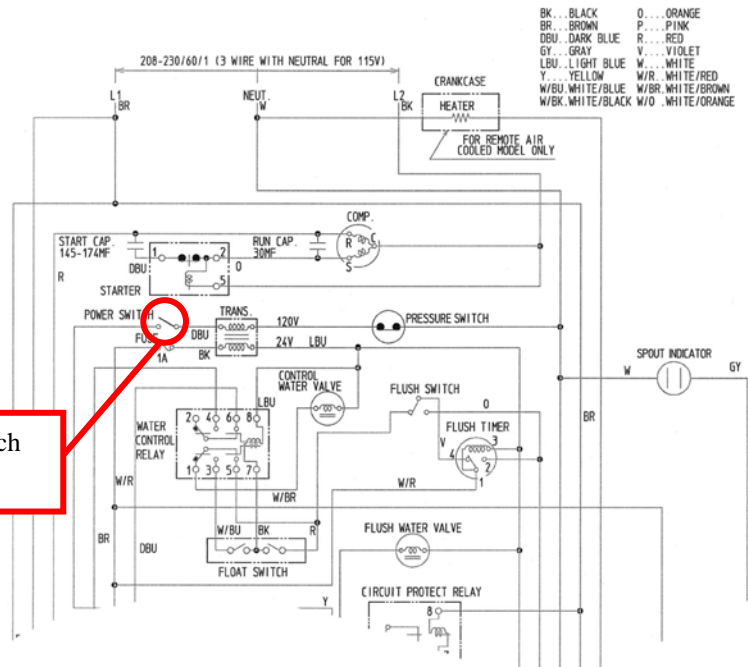 BK...BLACK O....ORANGE
BR...BROWN P....PINK
DBU..DARK BLUE R....RED
GY...GRAY V....VIOLET
LBU..LIGHT BLUE W....WHITE
Y....YELLOW W/R..WHITE/RED
W/BU.WHITE/BLUE W/BR.WHITE/BROWN
W/BK.WHITE/BLACK W/O .WHITE/ORANGE
208-230/60/1 (3 WIRE WITH NEUTRAL FOR 115V)
L1 BR
NEUT. W
L2 BK
CRANKCASE
HEATER
FOR REMOTE AIR
COOLED MODEL ONLY
COMP.
START CAP.
145-174MF
RUN CAP.
30MF
R C
S
1 2
DBU O
5
R
STARTER
POWER SWITCH
TRANS.
120V
PRESSURE SWITCH
FUSE
DBU
1A
BK
24V LBU
SPOUT INDICATOR
W GY
CONTROL
WATER VALVE
FLUSH SWITCH
LBU
O
BR
2 4 6 8
WATER
CONTROL
RELAY
FLUSH TIMER
V 3
4 2
1
1 3 5 7
ch
W/R
W/BR
W/R
W/BU BK R
BR
DBU
FLUSH WATER VALVE
FLOAT SWITCH
CIRCUIT PROTECT RELAY
Y
8